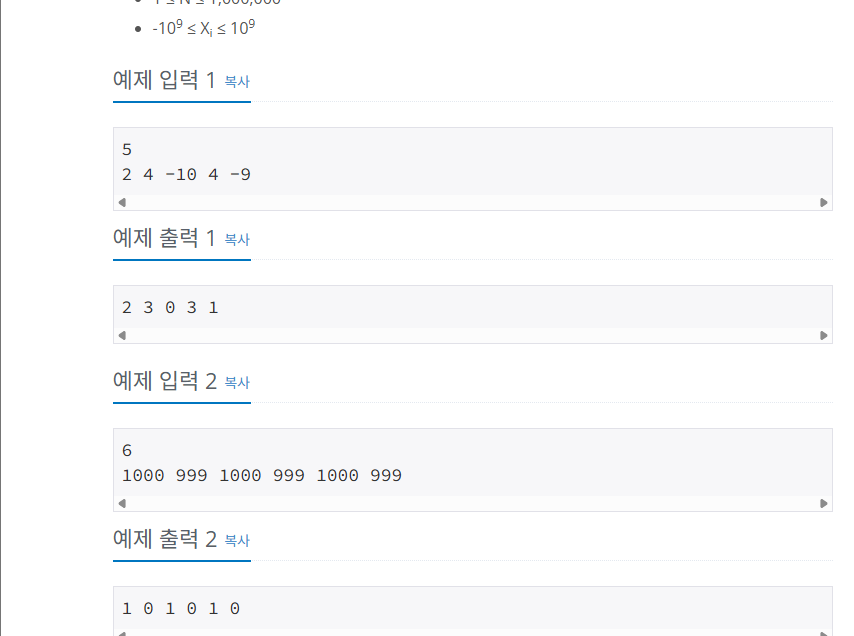 -10⁹ ≤ Xᵢ ≤ 10⁹
예제 입력 1 복사
5
2 4 -10 4 -9
예제 출력 1 복사
2 3 0 3 1
예제 입력 2 복사
6
1000 999 1000 999 1000 999
예제 출력 2 복사
1 0 1 0 1 0